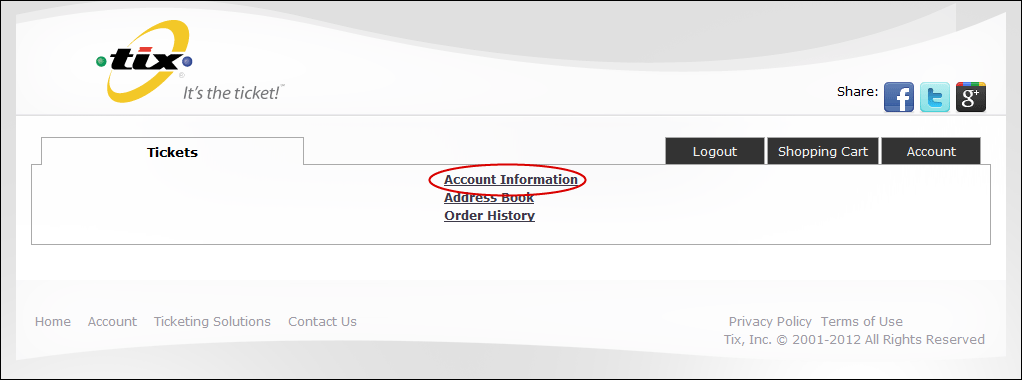 tix
®
It's the ticket!™
Share: f t g+
Tickets
Logout Shopping Cart Account
Account Information
Address Book
Order History
Home Account Ticketing Solutions Contact Us
Privacy Policy Terms of Use
Tix, Inc. © 2001-2012 All Rights Reserved